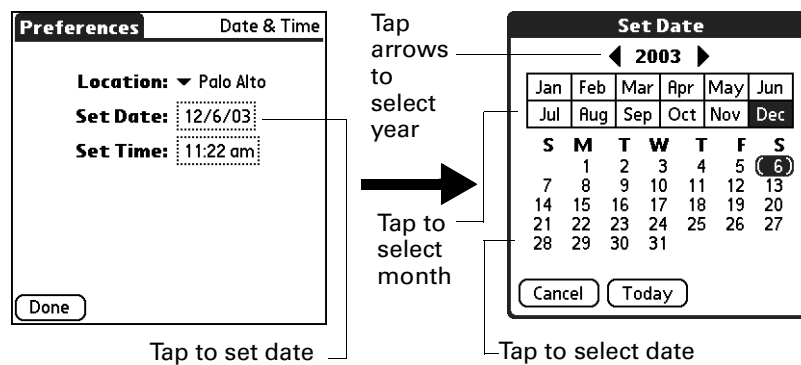 Preferences Date & Time
Location: Palo Alto
Set Date: 12/6/03
Set Time: 11:22 am
Done
Tap to set date
Tap
arrows
to
select
year
Tap to
select
month
Set Date
2003
Jan Feb Mar Apr May Jun
Jul Aug Sep Oct Nov Dec
S M T W T F S
1 2 3 4 5 6
7 8 9 10 11 12 13
14 15 16 17 18 19 20
21 22 23 24 25 26 27
28 29 30 31
Cancel Today
Tap to select date